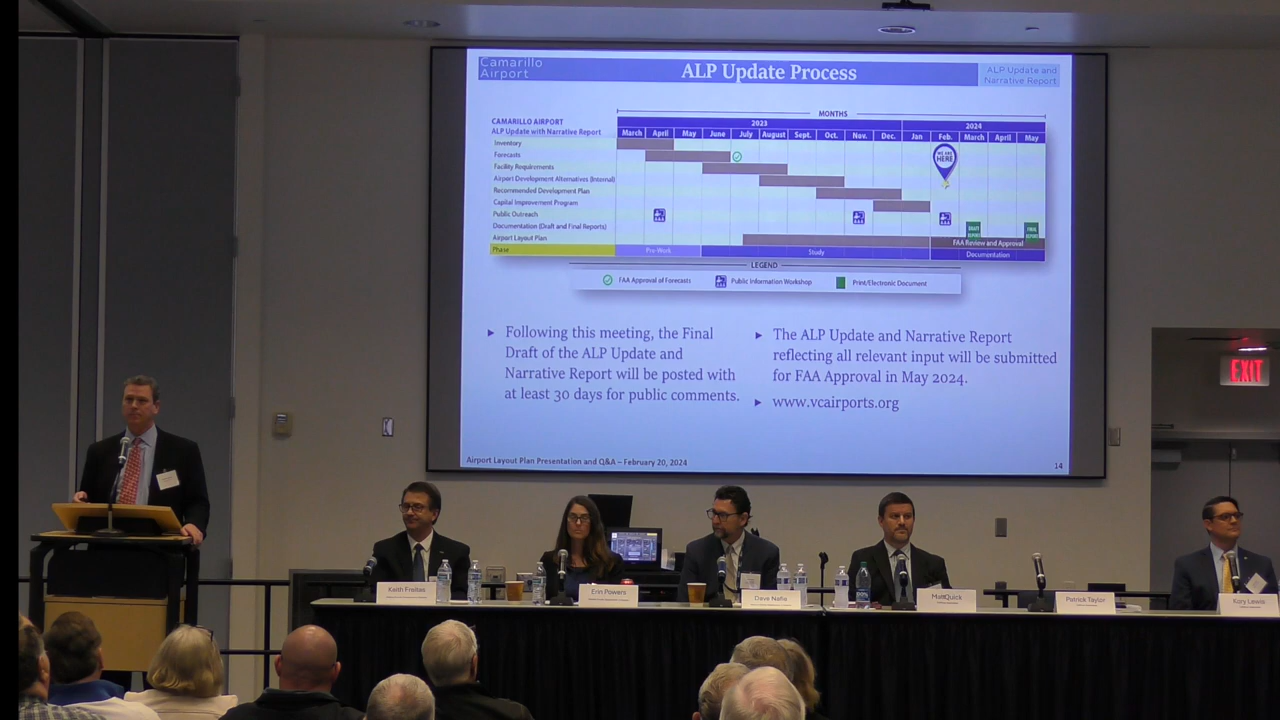 Camarillo
Airport
ALP Update Process
ALP Update and
Narrative Report
MONTHS
CAMARILLO AIRPORT
2023
2024
ALP Update with Narrative Report
March April May June July August Sept. Oct. Nov. Dec. Jan Feb. March April May
Inventory
Forecasts
WE ARE
HERE
Facility Requirements
Airport Development Alternatives (Internal)
Recommended Development Plan
Capital Improvement Program
Public Outreach
Documentation (Draft and Final Reports)
DRAFT
REPORT
FINAL
REPORT
Airport Layout Plan
FAA Review and Approval
Phase
Pre-Work
Study
Documentation
LEGEND
FAA Approval of Forecasts
Public Information Workshop
Print/Electronic Document
Following this meeting, the Final
Draft of the ALP Update and
Narrative Report will be posted with
at least 30 days for public comments.
The ALP Update and Narrative Report
reflecting all relevant input will be submitted
for FAA Approval in May 2024.
www.vcairports.org
Airport Layout Plan Presentation and Q&A – February 20, 2024
14
EXIT
Keith Freitas
Erin Powers
Dave Nafie
Matt Quick
Patrick Taylor
Kory Lewis